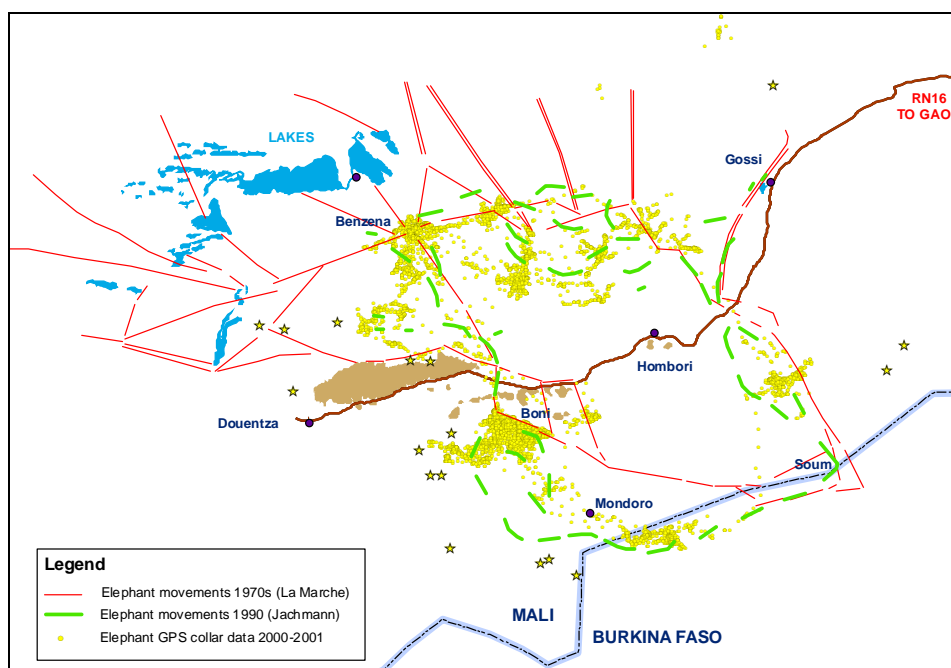 RN16
TO GAO
LAKES
Gossi
Benzena
Hombori
Douentza
Boni
Soum
Mondoro
Legend
Elephant movements 1970s (La Marche)
Elephant movements 1990 (Jachmann)
Elephant GPS collar data 2000-2001
MALI
BURKINA FASO